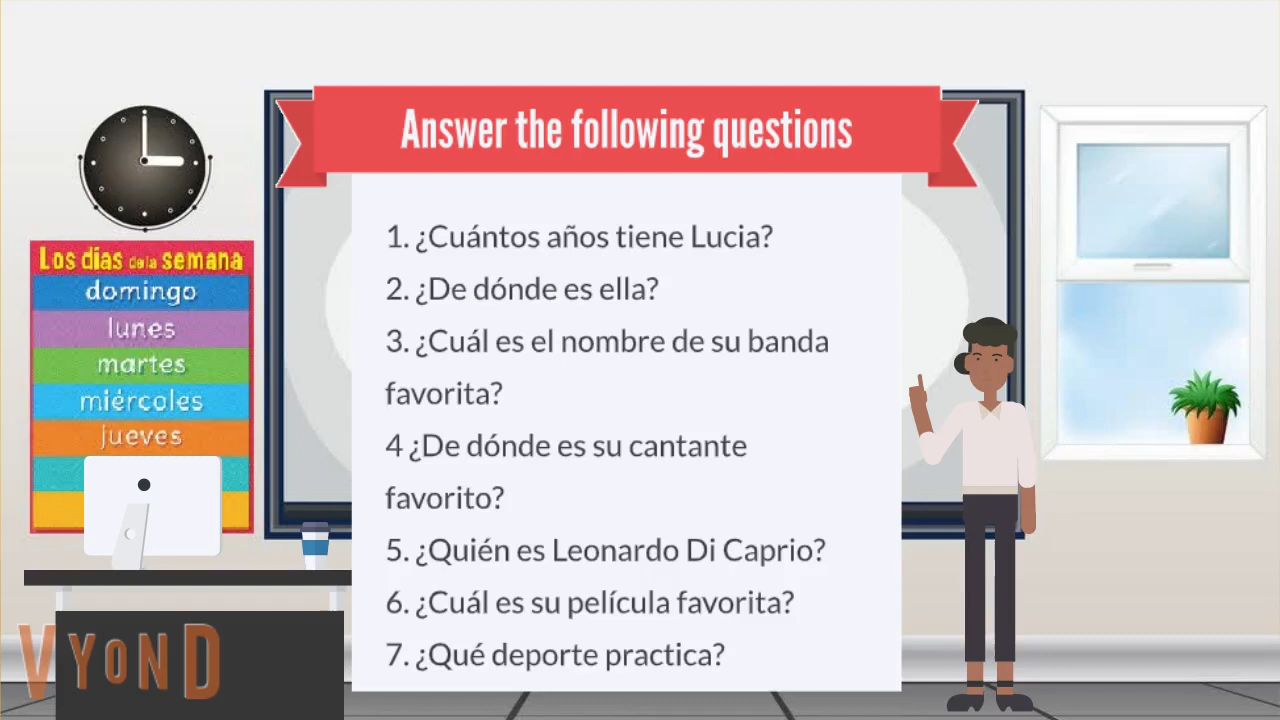 Answer the following questions
1. ¿Cuántos años tiene Lucia?
2. ¿De dónde es ella?
3. ¿Cuál es el nombre de su banda
favorita?
4 ¿De dónde es su cantante
favorito?
5. ¿Quién es Leonardo Di Caprio?
6. ¿Cuál es su película favorita?
7. ¿Qué deporte practica?
Los días de la semana
domingo
lunes
martes
miércoles
jueves
VYOND